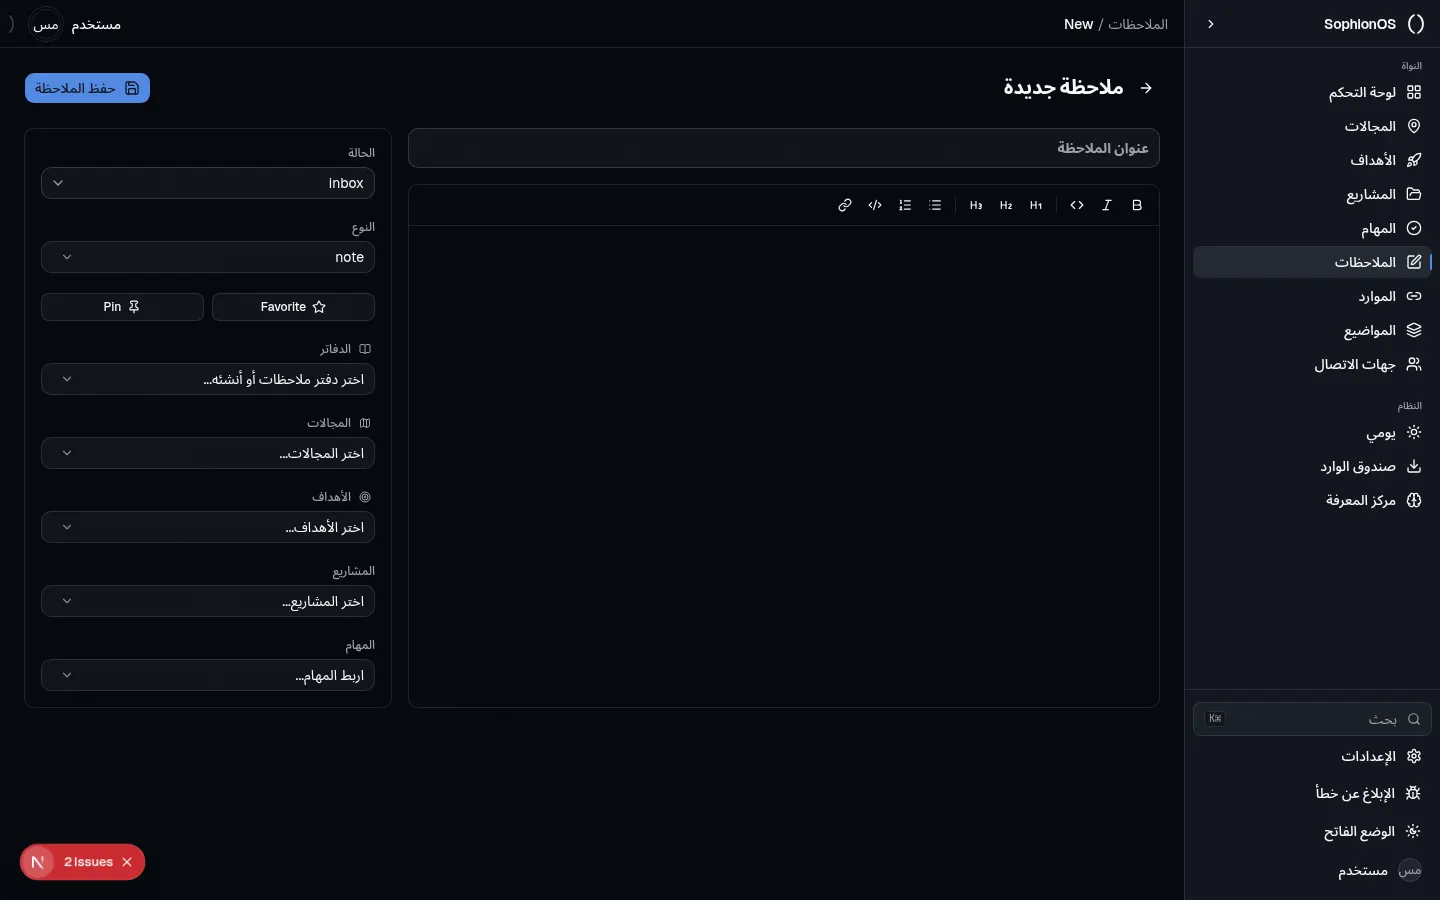 SophionOS
النواة
لوحة التحكم
المجالات
الأهداف
المشاريع
المهام
الملاحظات
الموارد
المواضيع
جهات الاتصال
النظام
يومي
صندوق الوارد
مركز المعرفة
بحث
⌘K
الإعدادات
الإبلاغ عن خطأ
الوضع الفاتح
مس
مستخدم
الملاحظات / New
مستخدم
مس
ملاحظة جديدة
حفظ الملاحظة
عنوان الملاحظة
B I <> H1 H2 H3 </>
الحالة
inbox
النوع
note
Favorite
Pin
الدفاتر
اختر دفتر ملاحظات أو أنشئه...
المجالات
اختر المجالات...
الأهداف
اختر الأهداف...
المشاريع
اختر المشاريع...
المهام
اربط المهام...
N 2 Issues